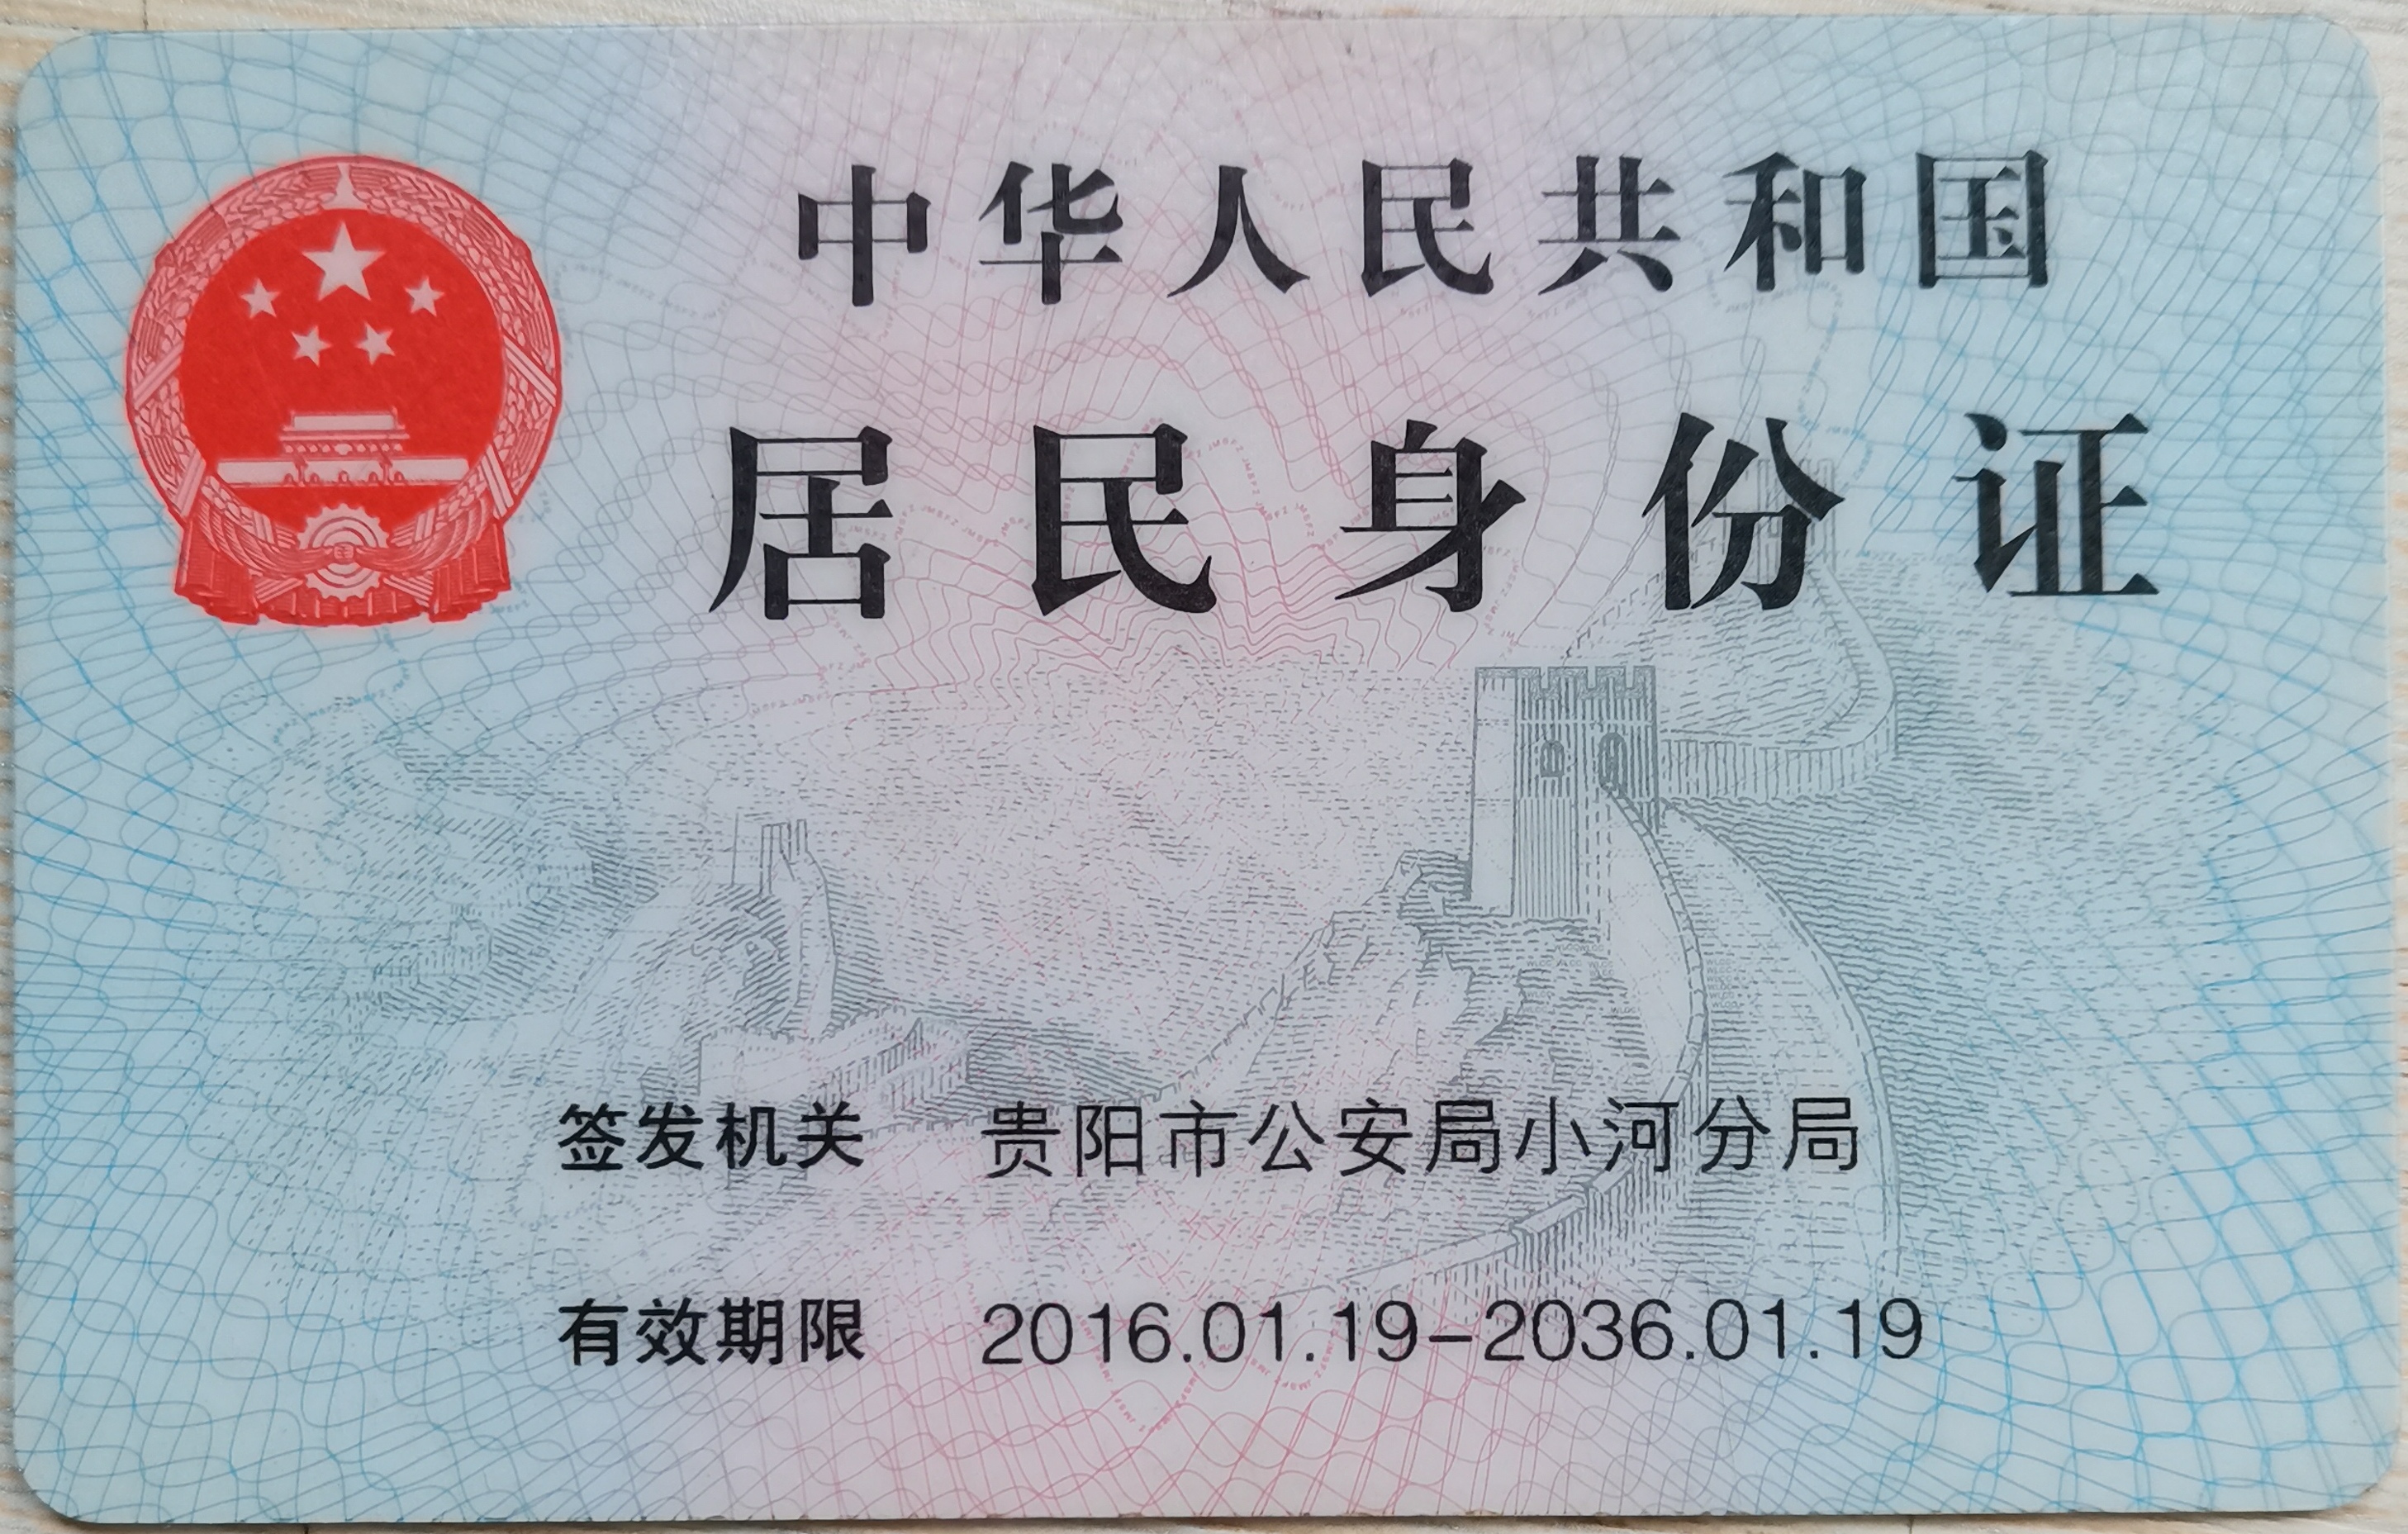 中华人民共和国
居民身份证
签发机关 贵阳市公安局小河分局
有效期限 2016.01.19-2036.01.19